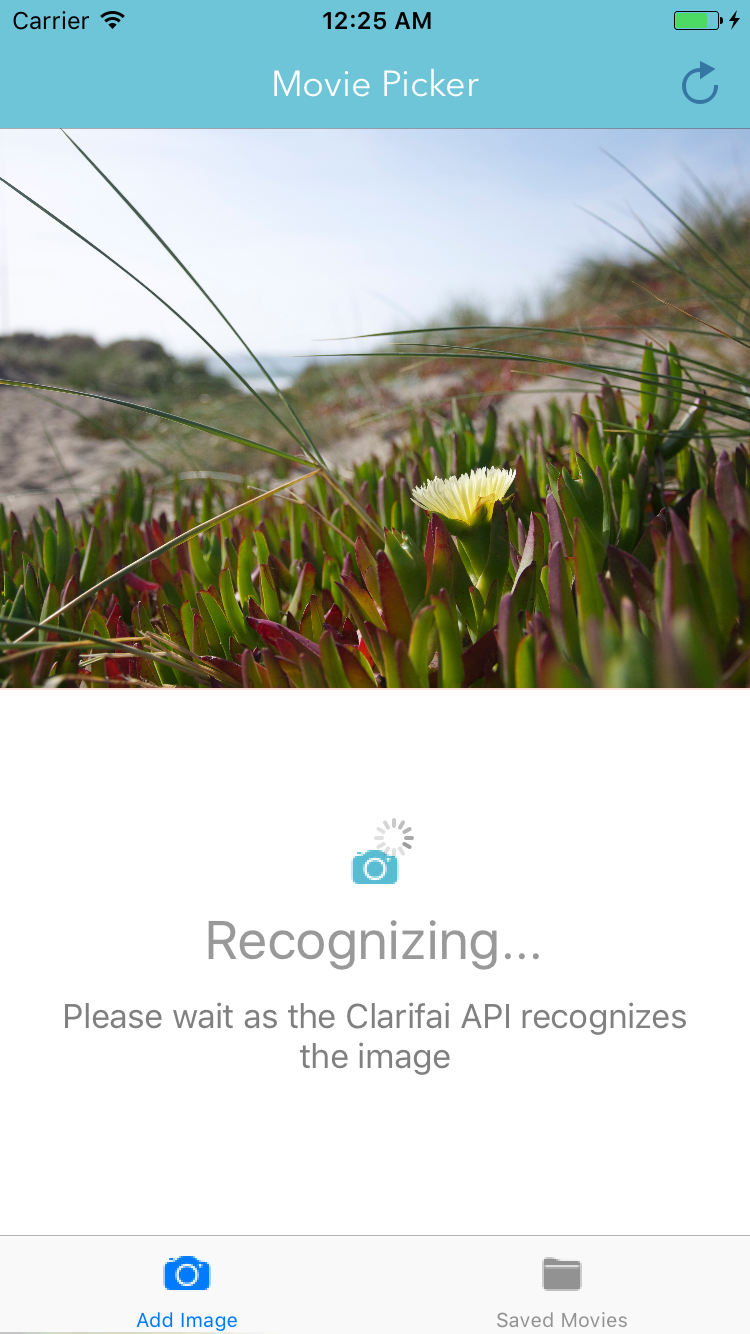 Carrier 12:25 AM
Movie Picker
Recognizing...
Please wait as the Clarifai API recognizes
the image
Add Image Saved Movies